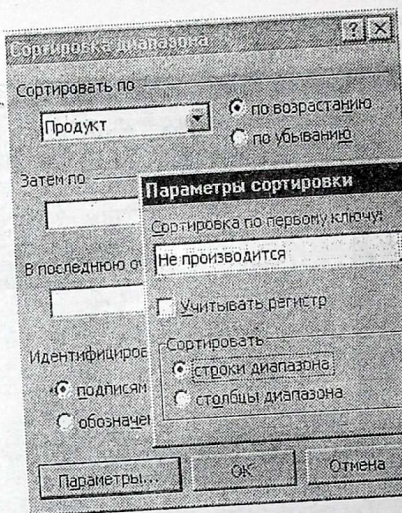 Сортировка диапазона
Сортировать по
Продукт
по возрастанию
по убыванию
Затем по
Параметры сортировки
Сортировка по первому ключу:
В последнюю о
Не производится
Учитывать регистр
Сортировать
Идентифициров
строки диапазона
подписям
столбцы диапазона
обозначе
Параметры...
ОК
Отмена